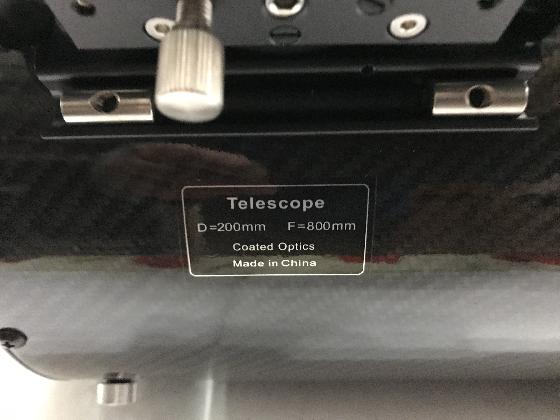 Telescope
D=200mm F=800mm
Coated Optics
Made in China